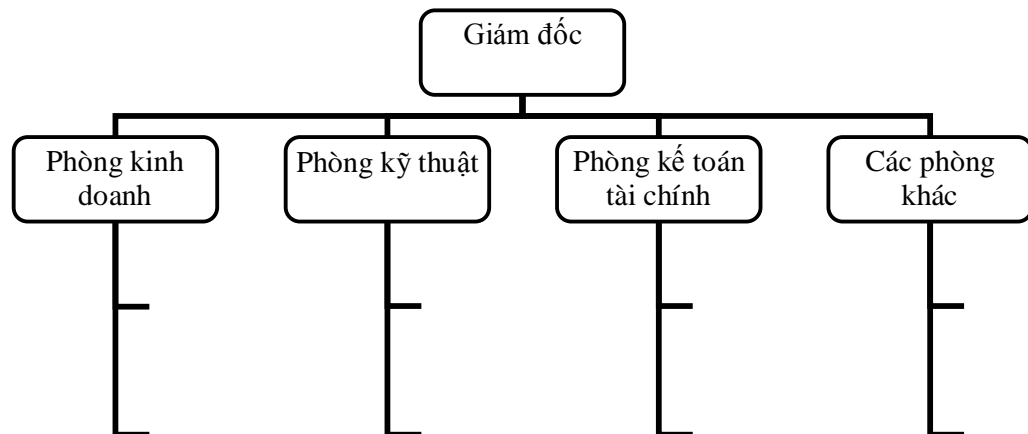 Giám đốc
Phòng kinh
doanh
Phòng kỹ thuật
Phòng kế toán
tài chính
Các phòng
khác